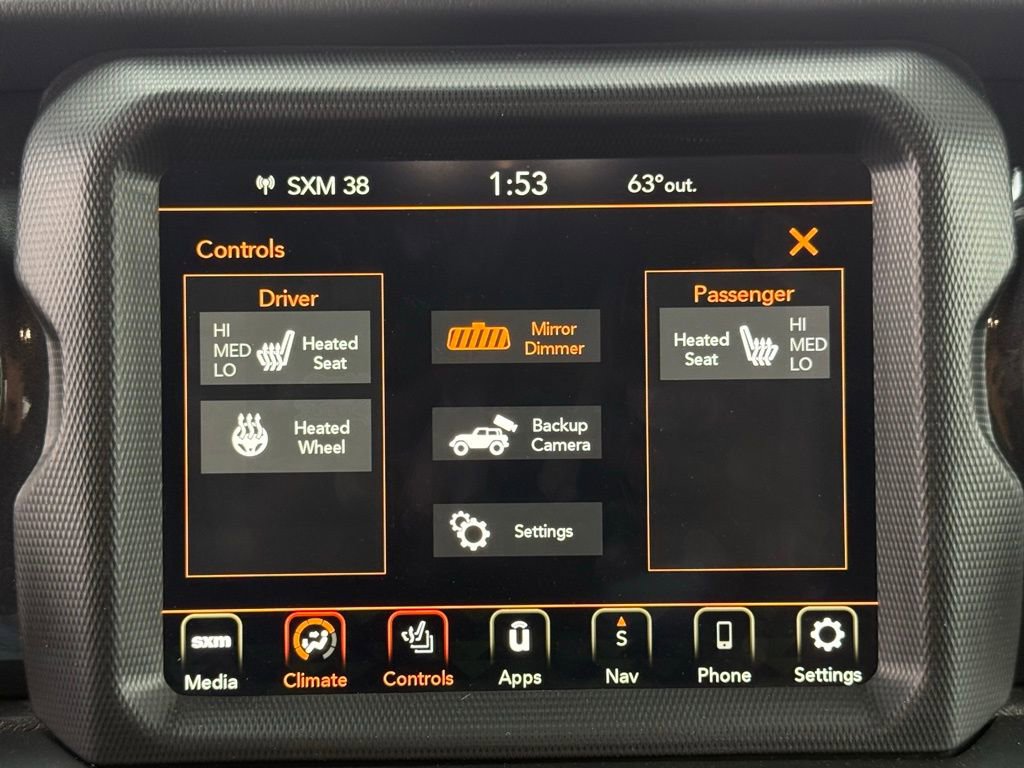 SXM 38 1:53 63°out.
Controls
Driver
HI
MED
LO
Heated
Seat
Heated
Wheel
Mirror
Dimmer
Backup
Camera
Settings
Passenger
Heated
Seat
HI
MED
LO
sxm
Media
Climate
Controls
ū
Apps
S
Nav
Phone
Settings